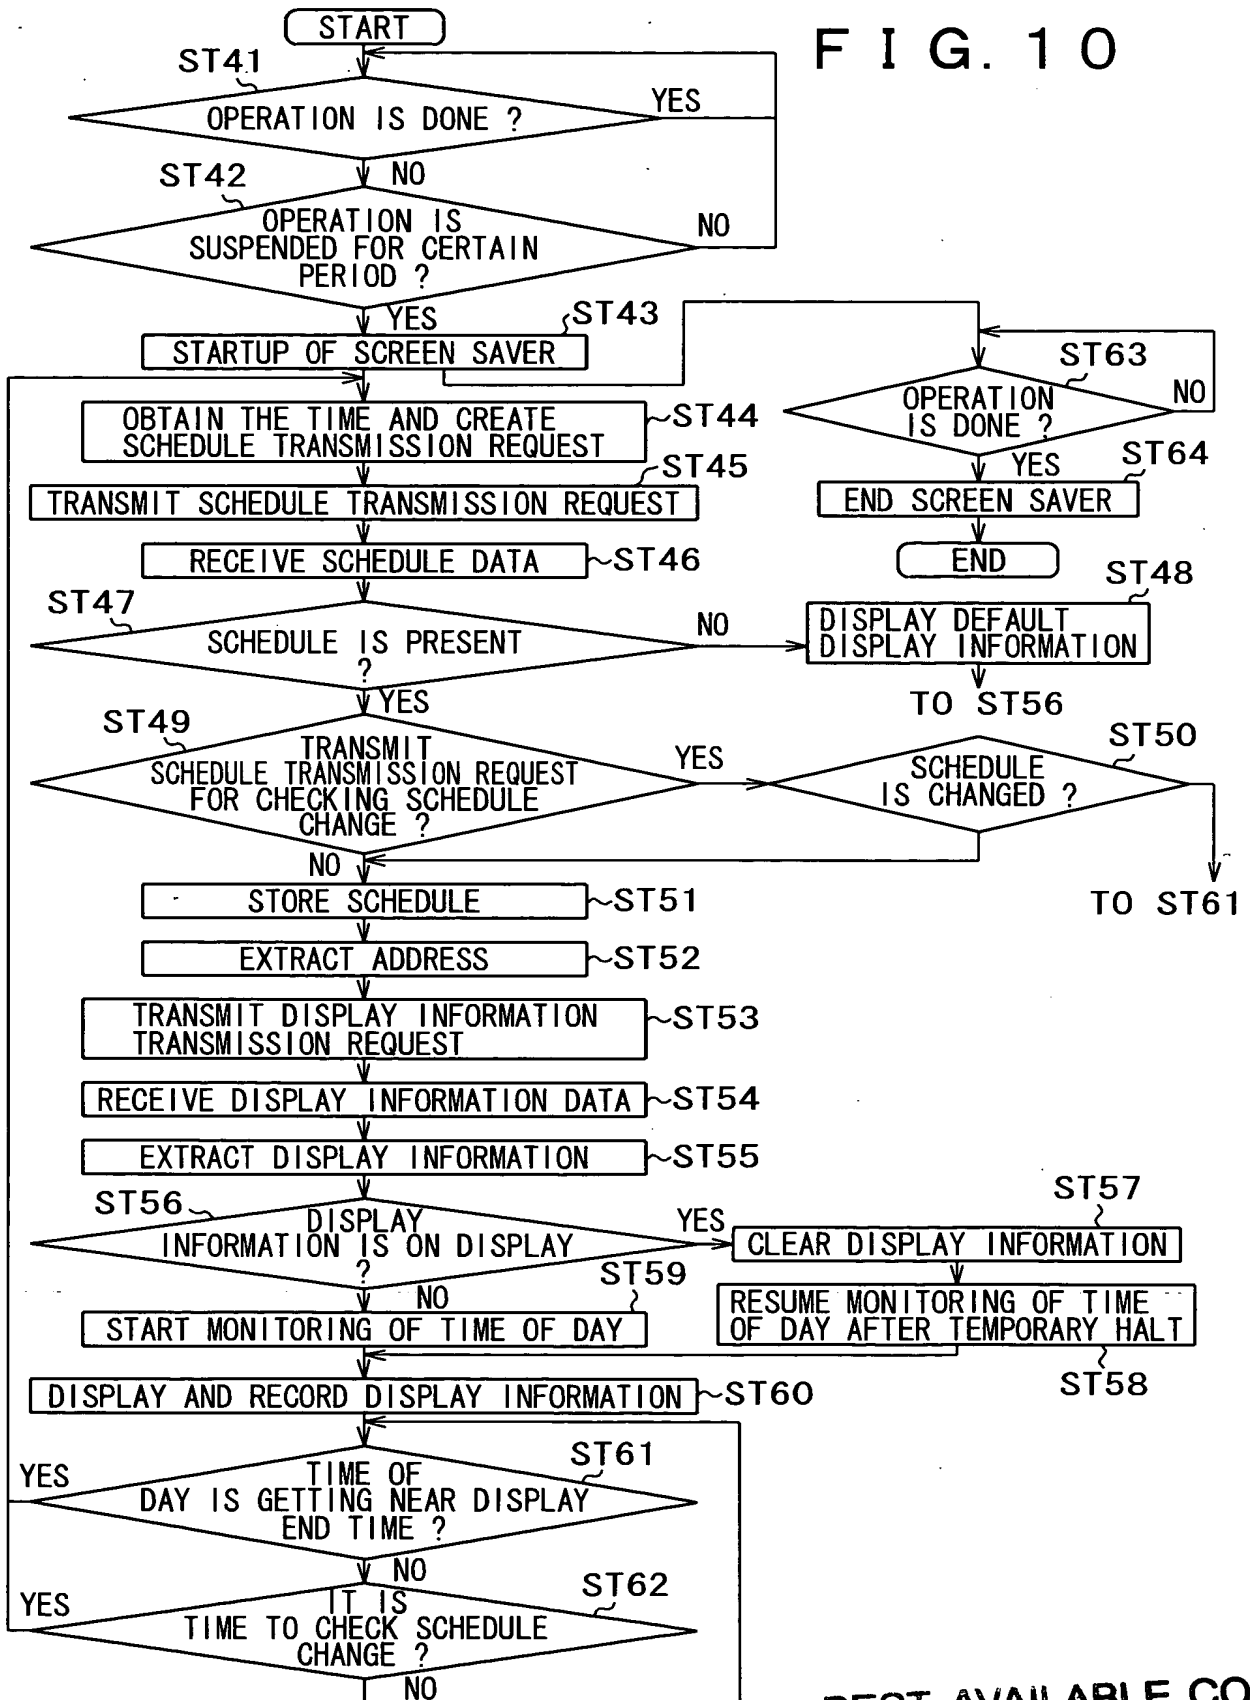 FIG. 10
START
ST41
OPERATION IS DONE ?
YES
NO
ST42
OPERATION IS
SUSPENDED FOR CERTAIN
PERIOD ?
NO
YES
ST43
STARTUP OF SCREEN SAVER
ST63
OPERATION
IS DONE ?
NO
YES
ST64
END SCREEN SAVER
END
OBTAIN THE TIME AND CREATE
SCHEDULE TRANSMISSION REQUEST
ST44
ST45
TRANSMIT SCHEDULE TRANSMISSION REQUEST
RECEIVE SCHEDULE DATA
ST46
ST47
SCHEDULE IS PRESENT
?
NO
YES
ST48
DISPLAY DEFAULT
DISPLAY INFORMATION
TO ST56
ST49
TRANSMIT
SCHEDULE TRANSMISSION REQUEST
FOR CHECKING SCHEDULE
CHANGE ?
YES
NO
ST50
SCHEDULE
IS CHANGED ?
TO ST61
STORE SCHEDULE
ST51
EXTRACT ADDRESS
ST52
TRANSMIT DISPLAY INFORMATION
TRANSMISSION REQUEST
ST53
RECEIVE DISPLAY INFORMATION DATA
ST54
EXTRACT DISPLAY INFORMATION
ST55
ST56
DISPLAY
INFORMATION IS ON DISPLAY
?
YES
NO
ST57
CLEAR DISPLAY INFORMATION
RESUME MONITORING OF TIME
OF DAY AFTER TEMPORARY HALT
ST58
ST59
START MONITORING OF TIME OF DAY
DISPLAY AND RECORD DISPLAY INFORMATION
ST60
ST61
TIME OF
DAY IS GETTING NEAR DISPLAY
END TIME ?
YES
NO
ST62
IT IS
TIME TO CHECK SCHEDULE
CHANGE ?
YES
NO
BEST AVAILABLE CO